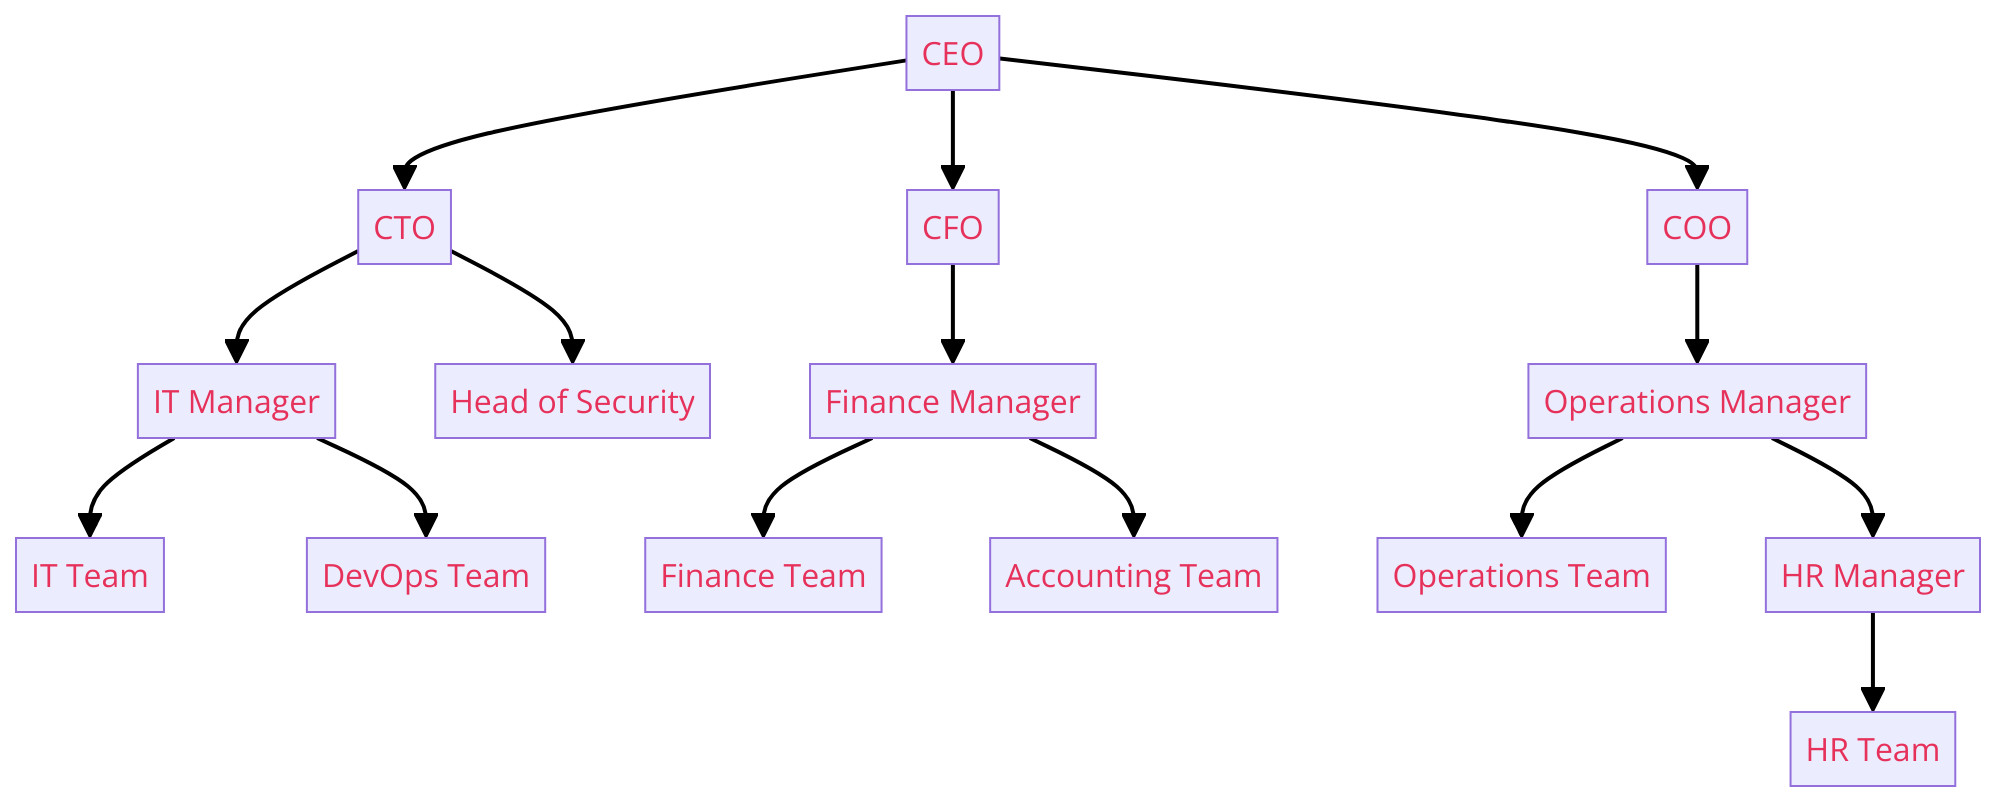 CEO
CTO
CFO
COO
IT Manager
Head of Security
Finance Manager
Operations Manager
IT Team
DevOps Team
Finance Team
Accounting Team
Operations Team
HR Manager
HR Team